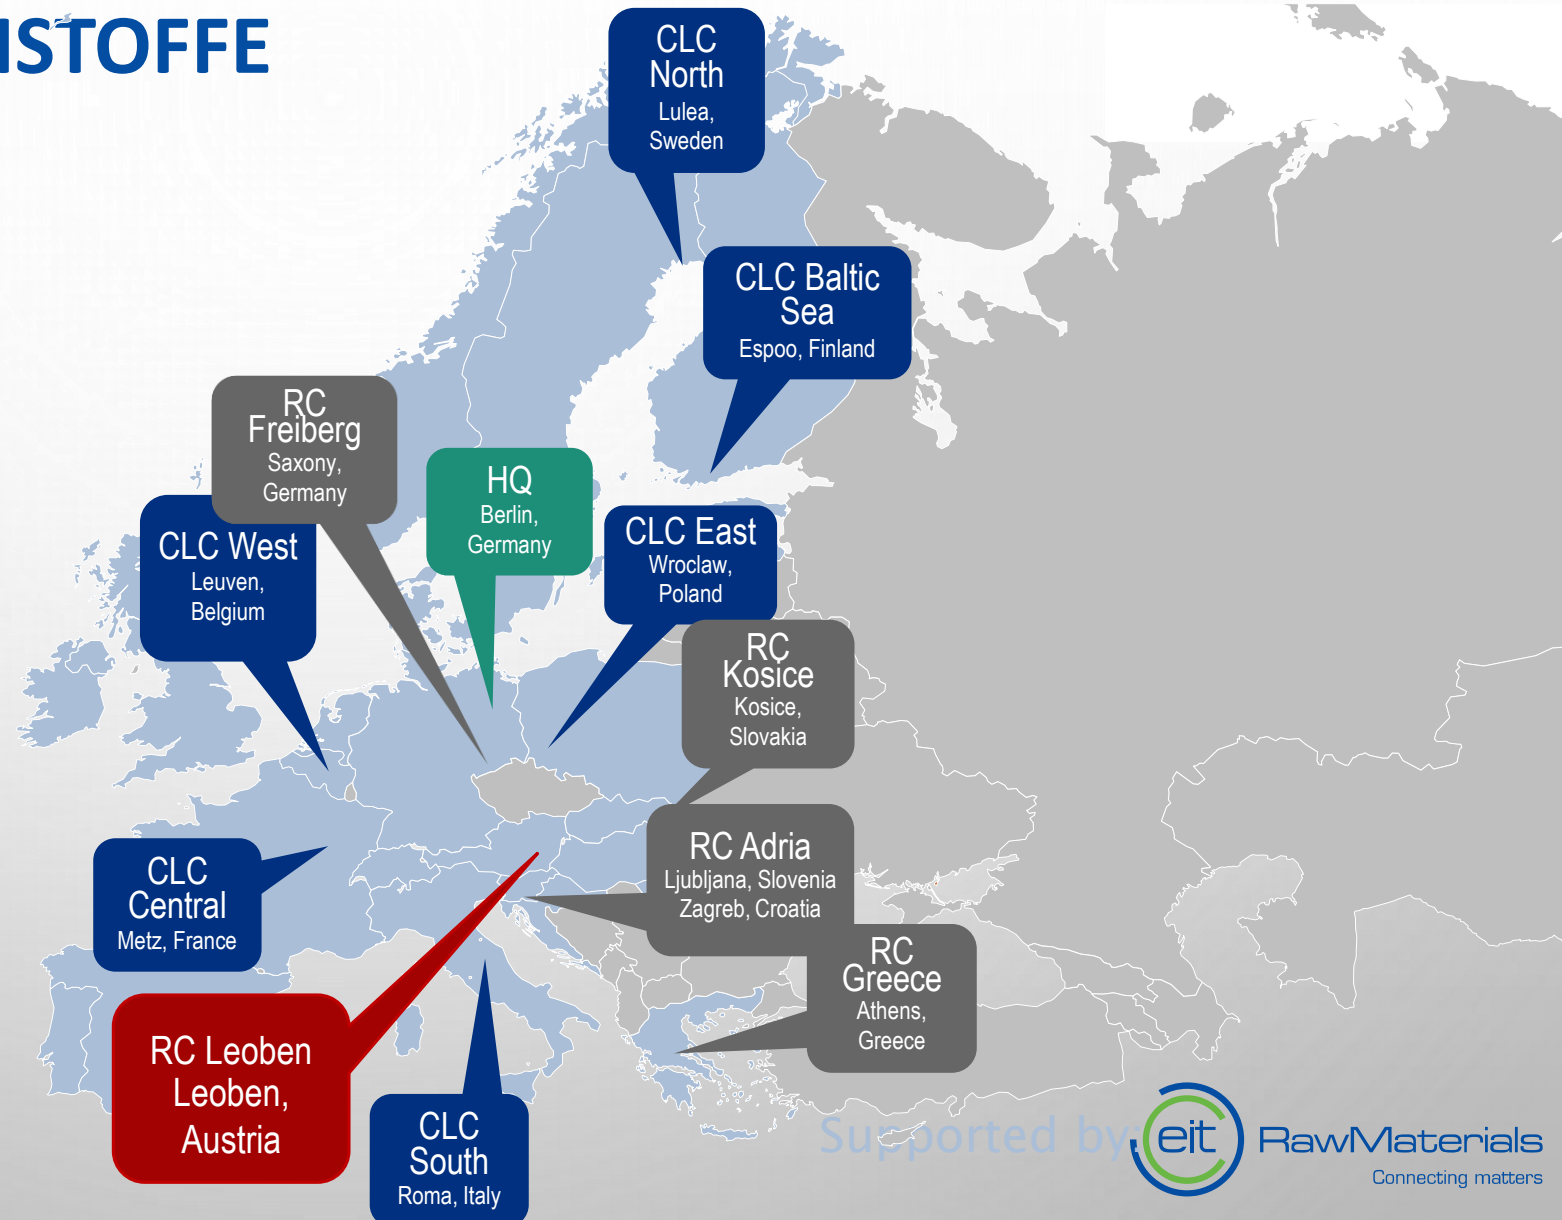 ISTOFFE
CLC
North
Lulea,
Sweden
CLC Baltic
Sea
Espoo, Finland
RC
Freiberg
Saxony,
Germany
HQ
Berlin,
Germany
CLC West
Leuven,
Belgium
CLC East
Wroclaw,
Poland
RC
Kosice
Kosice,
Slovakia
RC Adria
Ljubljana, Slovenia
Zagreb, Croatia
CLC
Central
Metz, France
RC
Greece
Athens,
Greece
RC Leoben
Leoben,
Austria
CLC
South
Roma, Italy
Supported by:
eit RawMaterials
Connecting matters